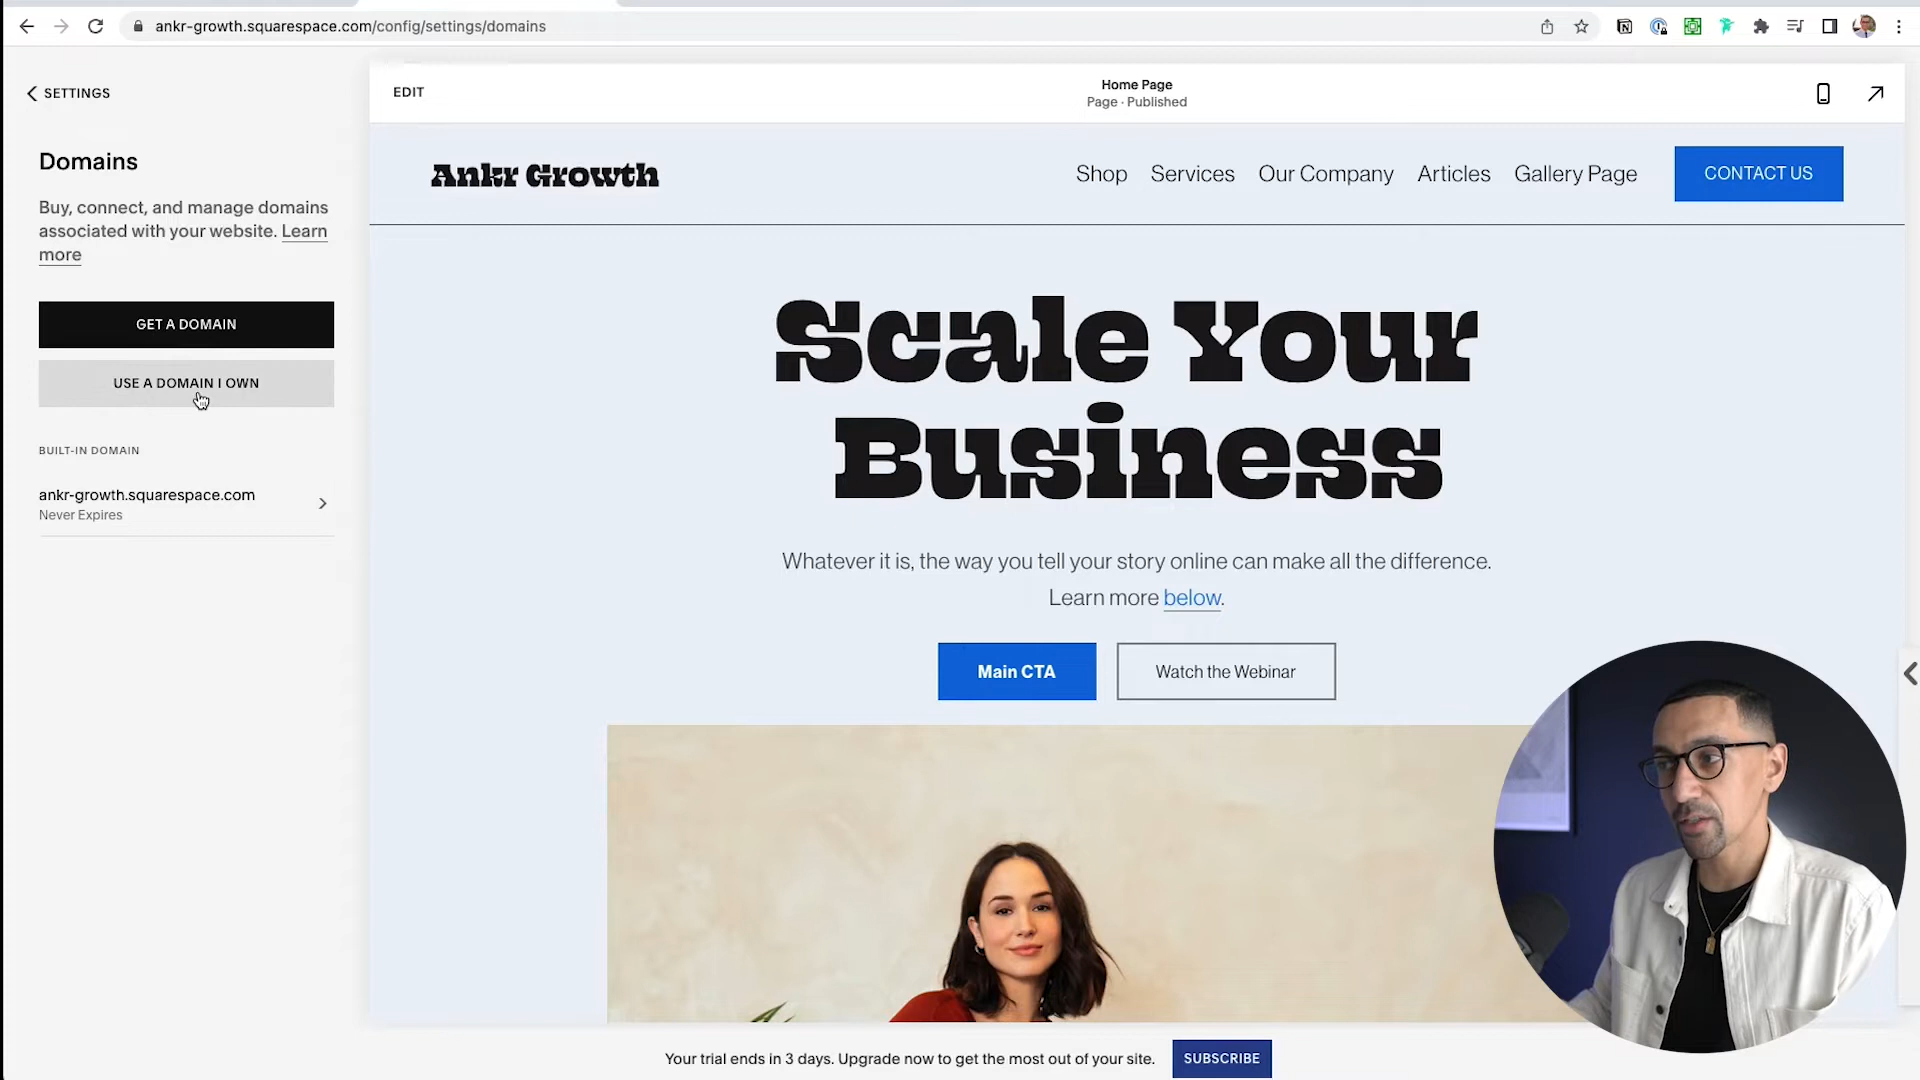 ankr-growth.squarespace.com/config/settings/domains
SETTINGS
Domains
Buy, connect, and manage domains
associated with your website. Learn
more
GET A DOMAIN
USE A DOMAIN I OWN
BUILT-IN DOMAIN
ankr-growth.squarespace.com
Never Expires
EDIT
Home Page
Page · Published
Ankr Growth
Shop Services Our Company Articles Gallery Page CONTACT US
Scale Your
Business
Whatever it is, the way you tell your story online can make all the difference.
Learn more below.
Main CTA Watch the Webinar
Your trial ends in 3 days. Upgrade now to get the most out of your site. SUBSCRIBE